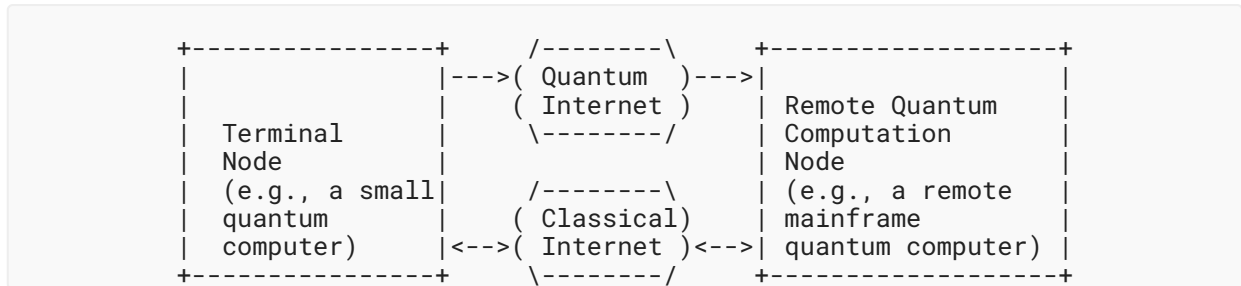 +----------------+     /--------\     +-------------------+
|                |--->( Quantum  )--->|                   |
|                |    ( Internet )    | Remote Quantum    |
|  Terminal      |     \--------/     | Computation       |
|  Node          |                    | Node              |
|  (e.g., a small|     /--------\     | (e.g., a remote   |
|  quantum       |    ( Classical)    | mainframe         |
|  computer)     |<-->( Internet )<-->| quantum computer) |
+----------------+     \--------/     +-------------------+